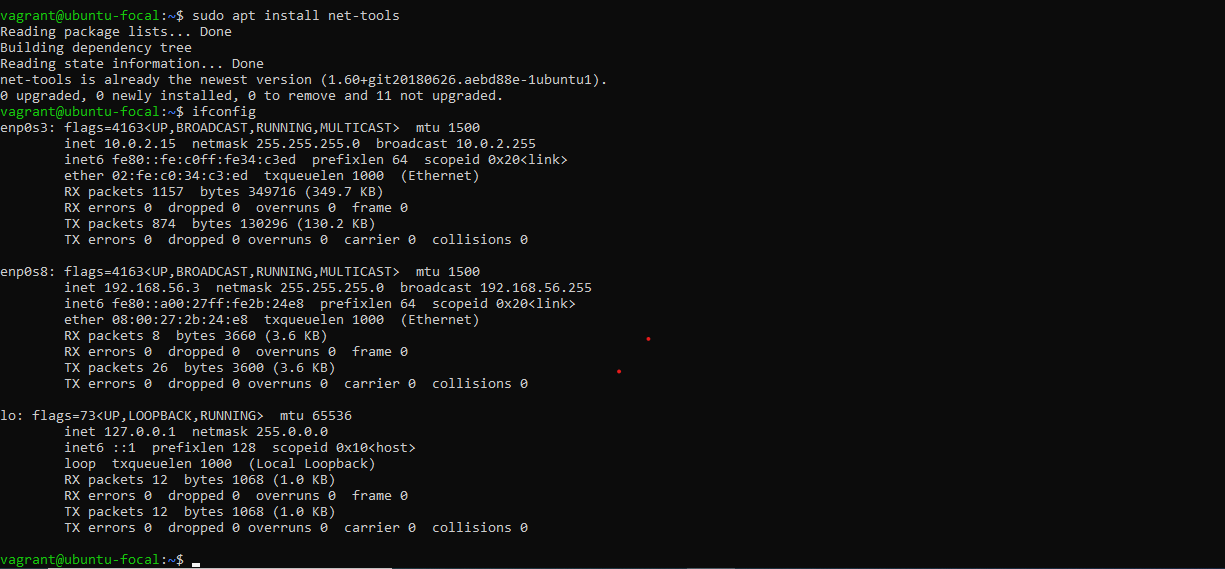 vagrant@ubuntu-focal:~$ sudo apt install net-tools
Reading package lists... Done
Building dependency tree
Reading state information... Done
net-tools is already the newest version (1.60+git20180626.aebd88e-1ubuntu1).
0 upgraded, 0 newly installed, 0 to remove and 11 not upgraded.
vagrant@ubuntu-focal:~$ ifconfig
enp0s3: flags=4163<UP,BROADCAST,RUNNING,MULTICAST>  mtu 1500
        inet 10.0.2.15  netmask 255.255.255.0  broadcast 10.0.2.255
        inet6 fe80::fe:c0ff:fe34:c3ed  prefixlen 64  scopeid 0x20<link>
        ether 02:fe:c0:34:c3:ed  txqueuelen 1000  (Ethernet)
        RX packets 1157  bytes 349716 (349.7 KB)
        RX errors 0  dropped 0  overruns 0  frame 0
        TX packets 874  bytes 130296 (130.2 KB)
        TX errors 0  dropped 0 overruns 0  carrier 0  collisions 0

enp0s8: flags=4163<UP,BROADCAST,RUNNING,MULTICAST>  mtu 1500
        inet 192.168.56.3  netmask 255.255.255.0  broadcast 192.168.56.255
        inet6 fe80::a00:27ff:fe2b:24e8  prefixlen 64  scopeid 0x20<link>
        ether 08:00:27:2b:24:e8  txqueuelen 1000  (Ethernet)
        RX packets 8  bytes 3660 (3.6 KB)
        RX errors 0  dropped 0  overruns 0  frame 0
        TX packets 26  bytes 3600 (3.6 KB)
        TX errors 0  dropped 0 overruns 0  carrier 0  collisions 0

lo: flags=73<UP,LOOPBACK,RUNNING>  mtu 65536
        inet 127.0.0.1  netmask 255.0.0.0
        inet6 ::1  prefixlen 128  scopeid 0x10<host>
        loop  txqueuelen 1000  (Local Loopback)
        RX packets 12  bytes 1068 (1.0 KB)
        RX errors 0  dropped 0  overruns 0  frame 0
        TX packets 12  bytes 1068 (1.0 KB)
        TX errors 0  dropped 0 overruns 0  carrier 0  collisions 0

vagrant@ubuntu-focal:~$